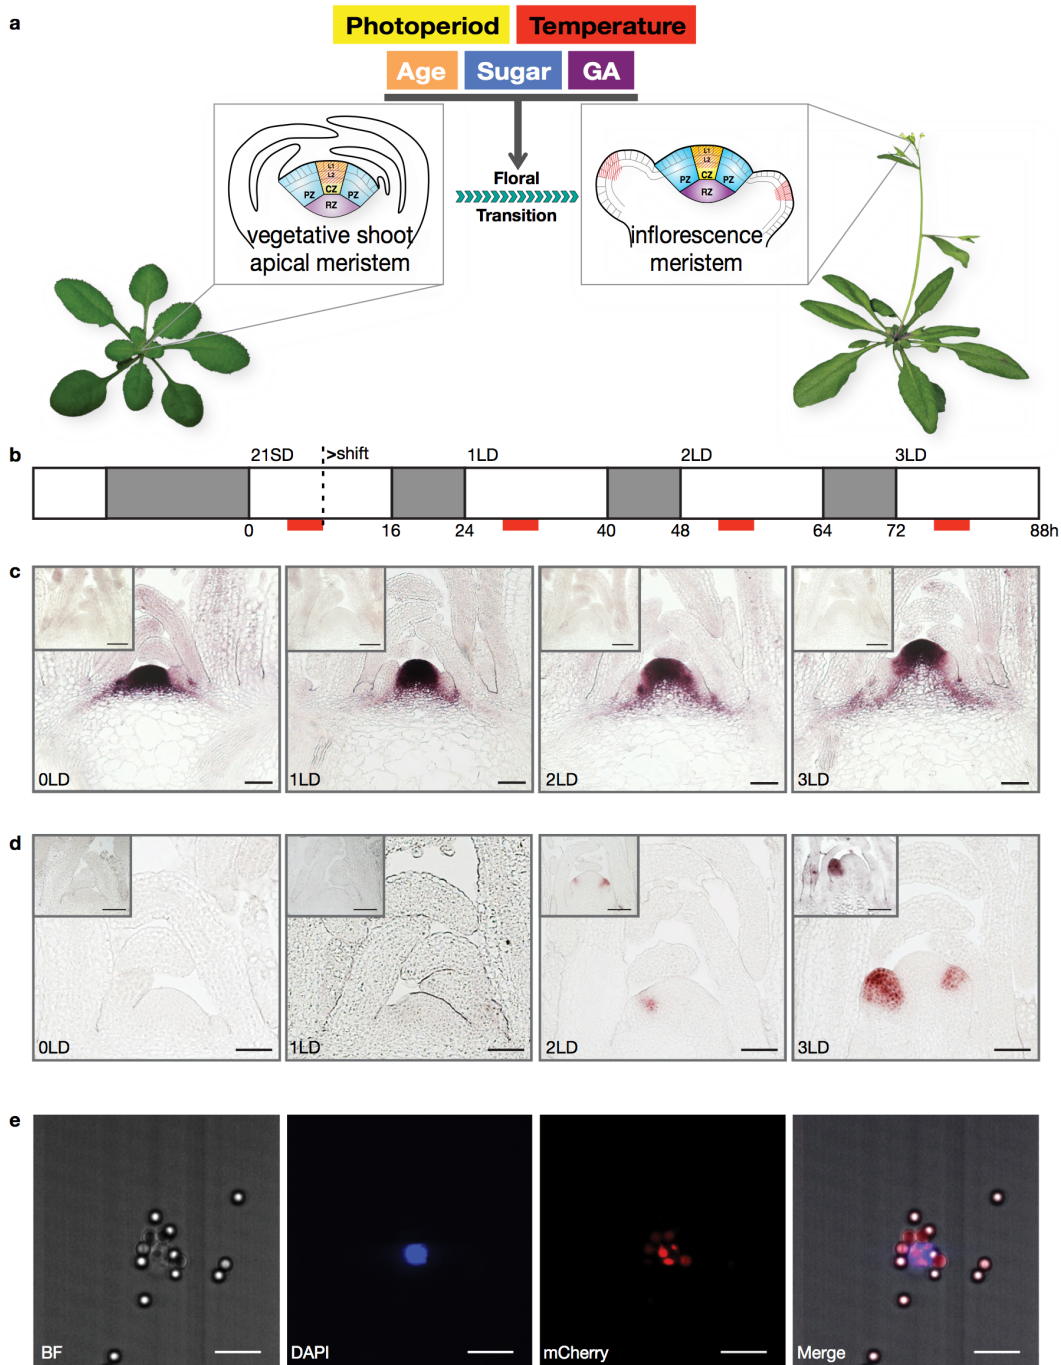 a
Photoperiod Temperature
Age Sugar GA
L1
L2
CZ
PZ PZ
RZ
vegetative shoot
apical meristem
Floral
Transition
L1
L2
CZ
PZ PZ
RZ
inflorescence
meristem
b
21SD >shift 1LD 2LD 3LD
0 16 24 40 48 64 72 88h
c
0LD 1LD 2LD 3LD
d
0LD 1LD 2LD 3LD
e
BF DAPI mCherry Merge